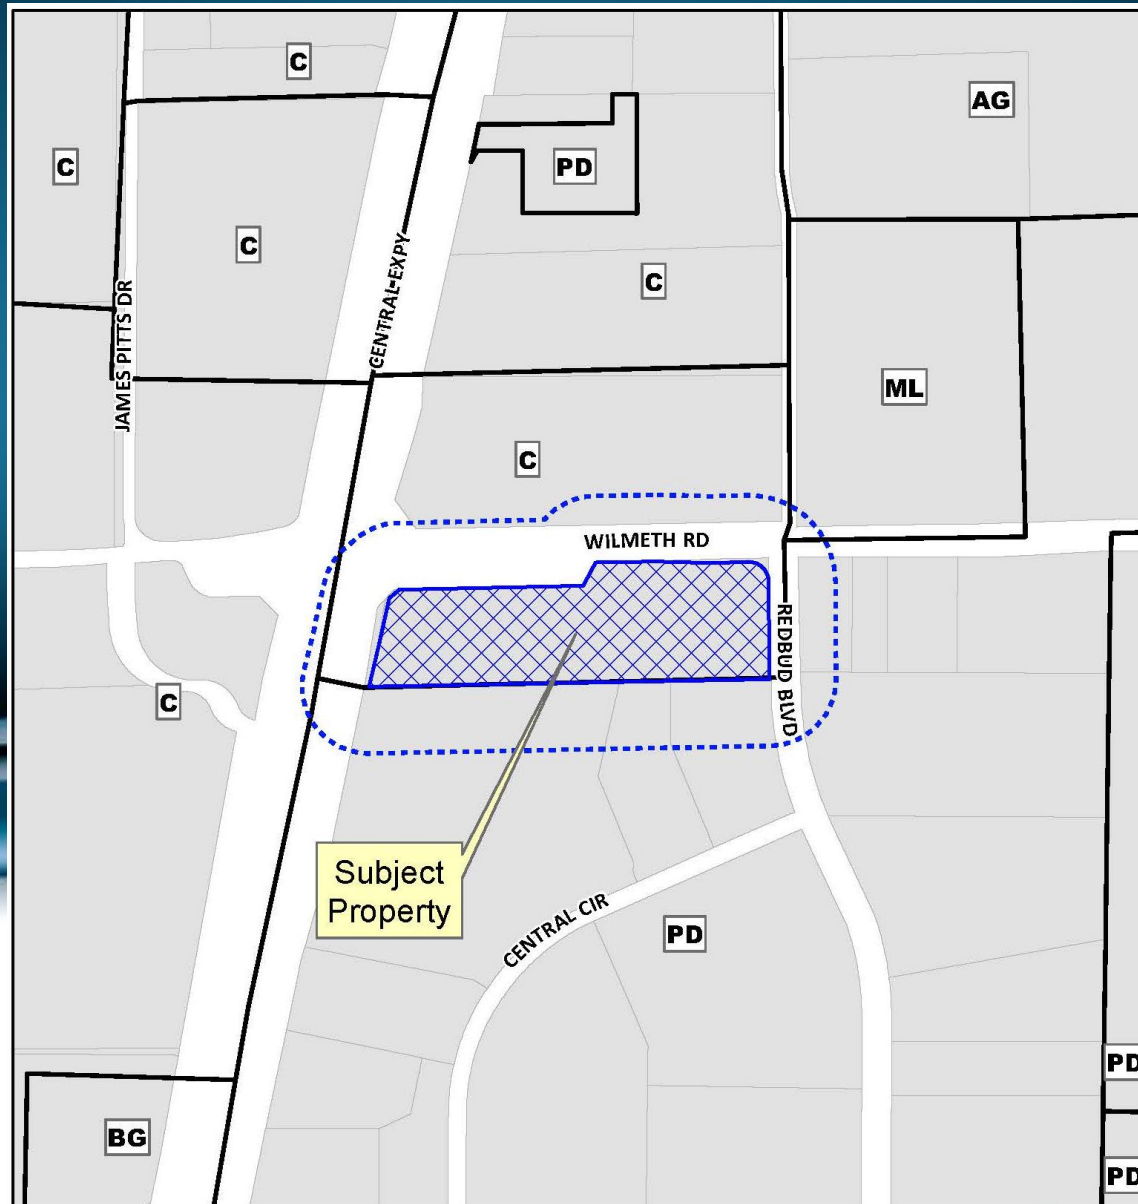 C
AG
C
PD
C
C
CENTRAL EXPY
JAMES PITTS DR
ML
C
WILMETH RD
REDBUD BLVD
C
Subject
Property
CENTRAL CIR
PD
PD
BG
PD